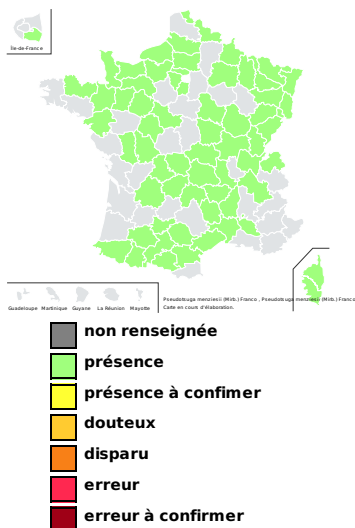 Île-de-France
Guadeloupe Martinique Guyane La Réunion Mayotte
Pseudotsuga menziesii (Mirb.) Franco , Pseudotsuga menziesii (Mirb.) Franco
Carte en cours d'élaboration.
non renseignée
présence
présence à confimer
douteux
disparu
erreur
erreur à confirmer